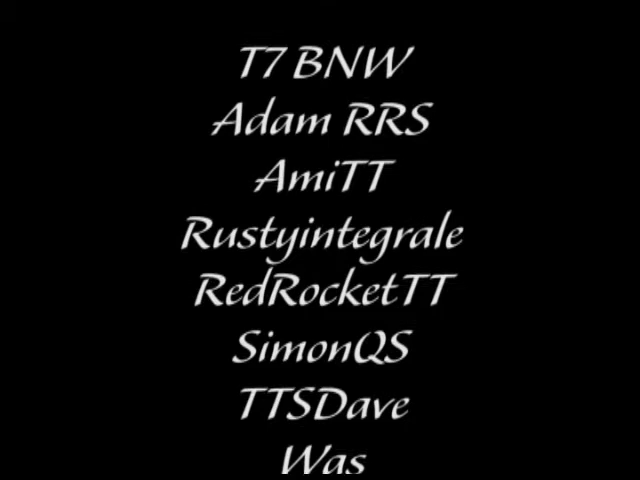 T7 BNW
Adam RRS
AmiTT
Rustyintegrale
RedRocketTT
SimonQS
TTSDave
Was